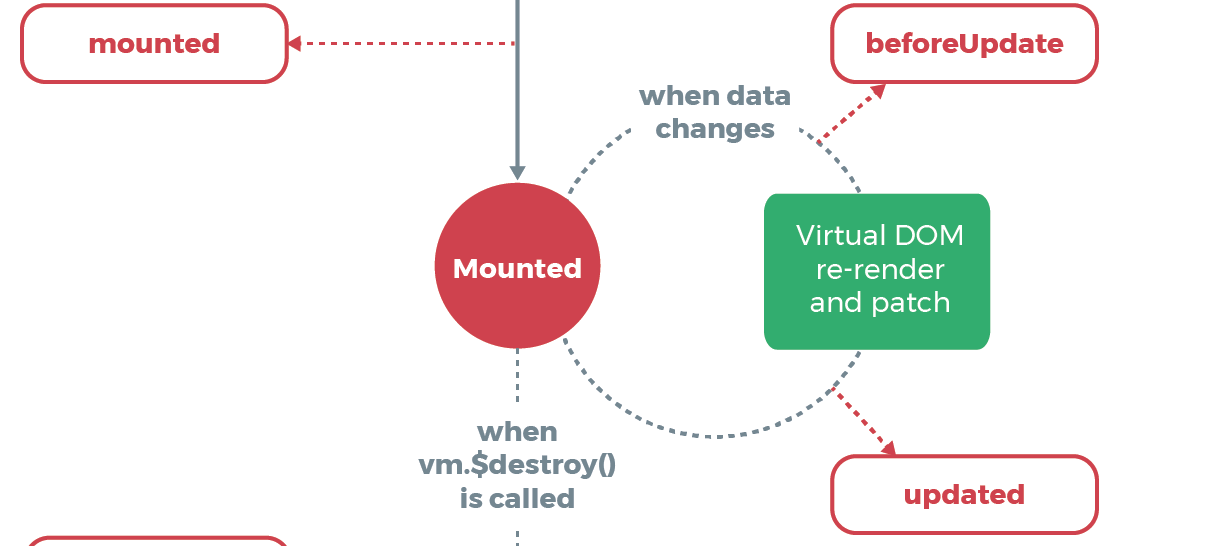 mounted
beforeUpdate
when data
changes
Mounted
Virtual DOM
re-render
and patch
when
vm.$destroy()
is called
updated